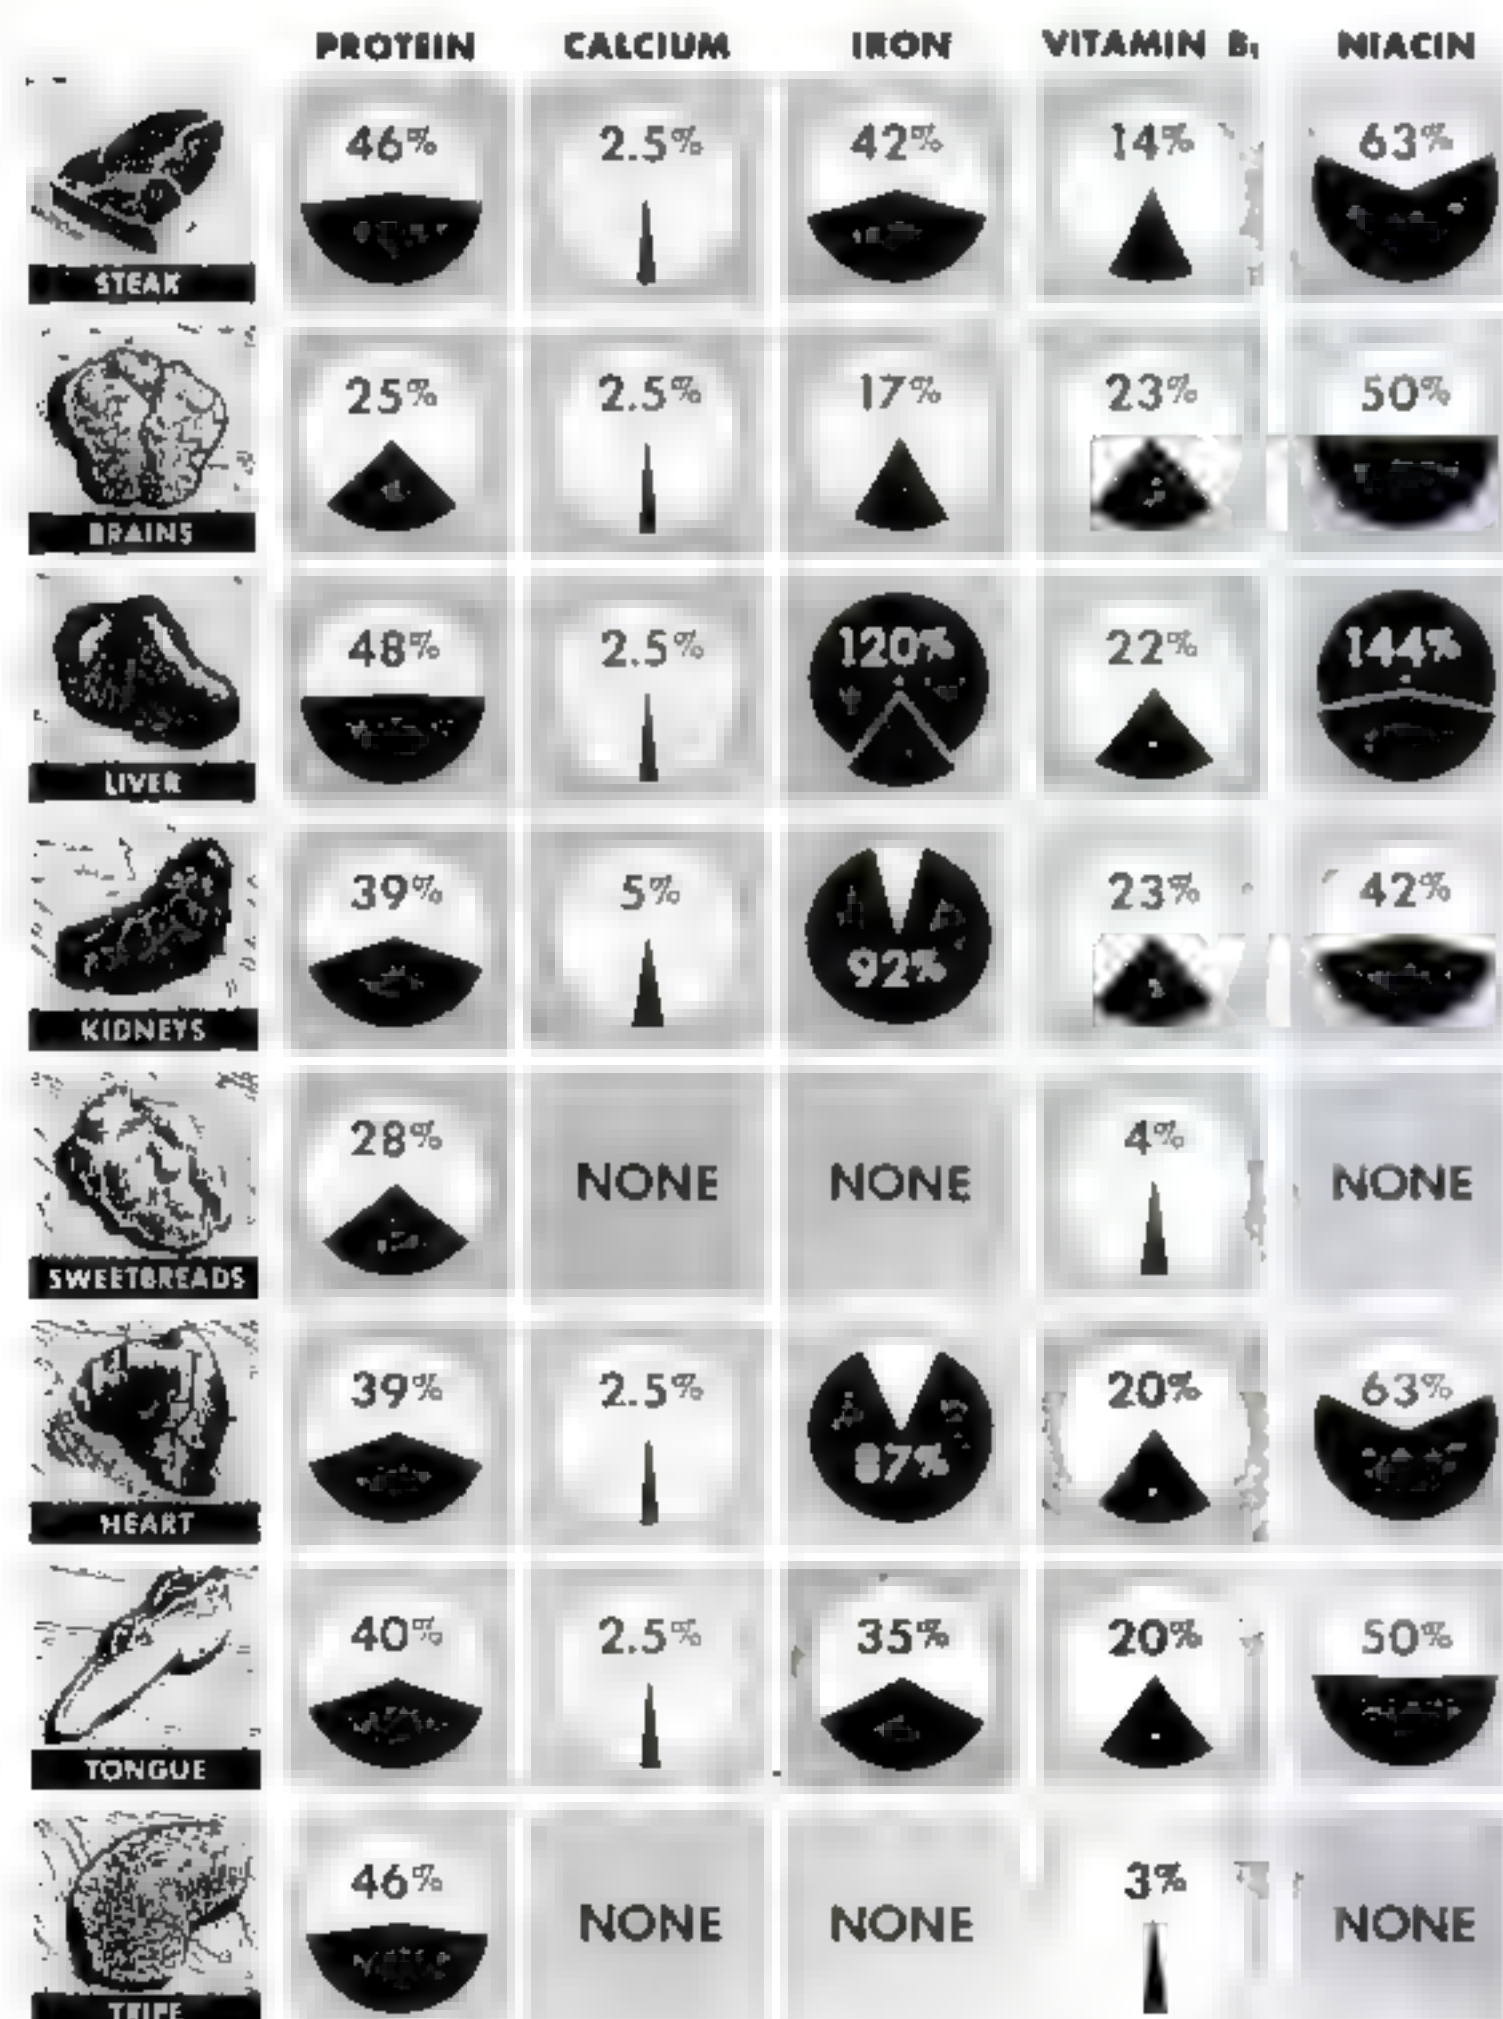 PROTEIN CALCIUM IRON VITAMIN B₁ NIACIN
46% 2.5% 42% 14% 63%
STEAK
25% 2.5% 17% 23% 50%
BRAINS
48% 2.5% 120% 22% 144%
LIVER
39% 5% 92% 23% 42%
KIDNEYS
28% NONE NONE 4% NONE
SWEETBREADS
39% 2.5% 87% 20% 63%
HEART
40% 2.5% 35% 20% 50%
TONGUE
46% NONE NONE 3% NONE
TRIPE